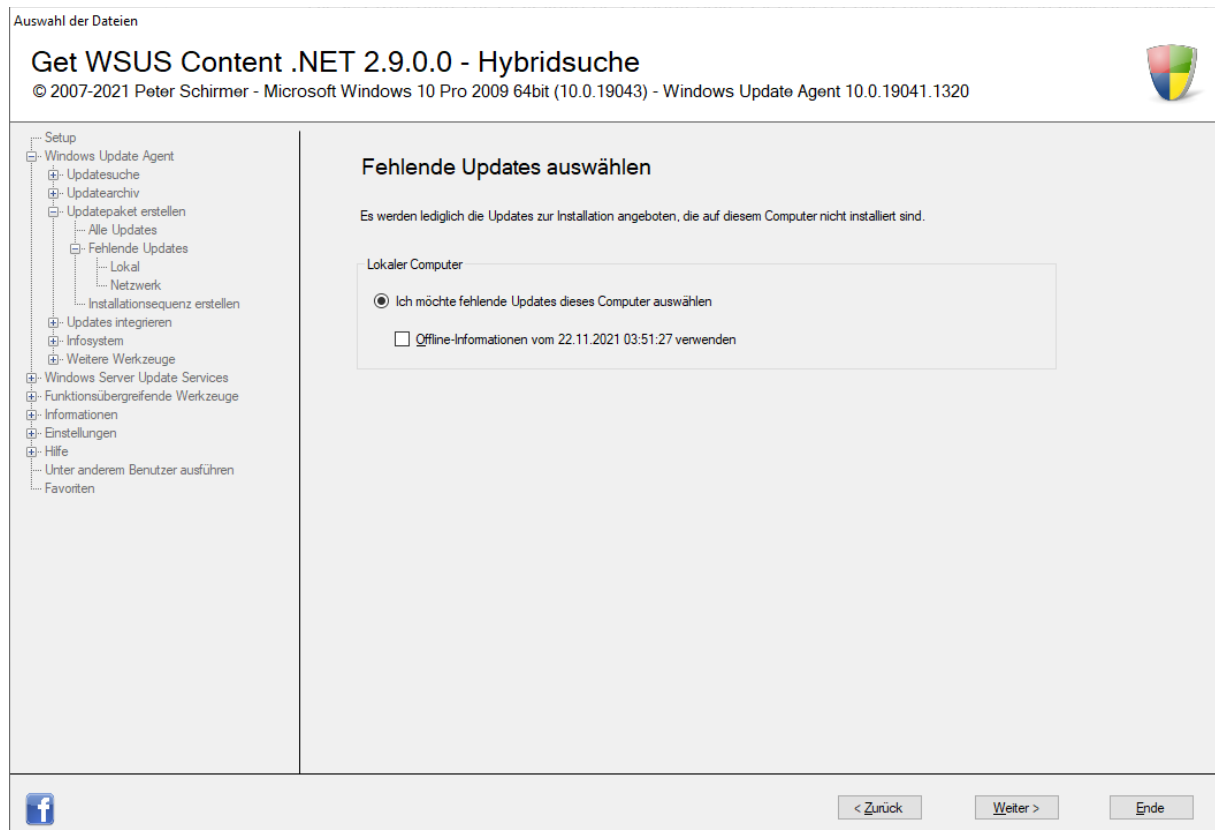 Auswahl der Dateien
Get WSUS Content .NET 2.9.0.0 - Hybridsuche
© 2007-2021 Peter Schirmer - Microsoft Windows 10 Pro 2009 64bit (10.0.19043) - Windows Update Agent 10.0.19041.1320
Setup
Windows Update Agent
Updatesuche
Updatearchiv
Updatepaket erstellen
Alle Updates
Fehlende Updates
Lokal
Netzwerk
Installationsequenz erstellen
Updates integrieren
Infosystem
Weitere Werkzeuge
Windows Server Update Services
Funktionsübergreifende Werkzeuge
Informationen
Einstellungen
Hilfe
Unter anderem Benutzer ausführen
Favoriten
Fehlende Updates auswählen
Es werden lediglich die Updates zur Installation angeboten, die auf diesem Computer nicht installiert sind.
Lokaler Computer
Ich möchte fehlende Updates dieses Computer auswählen
Offline-Informationen vom 22.11.2021 03:51:27 verwenden
f
< Zurück
Weiter >
Ende